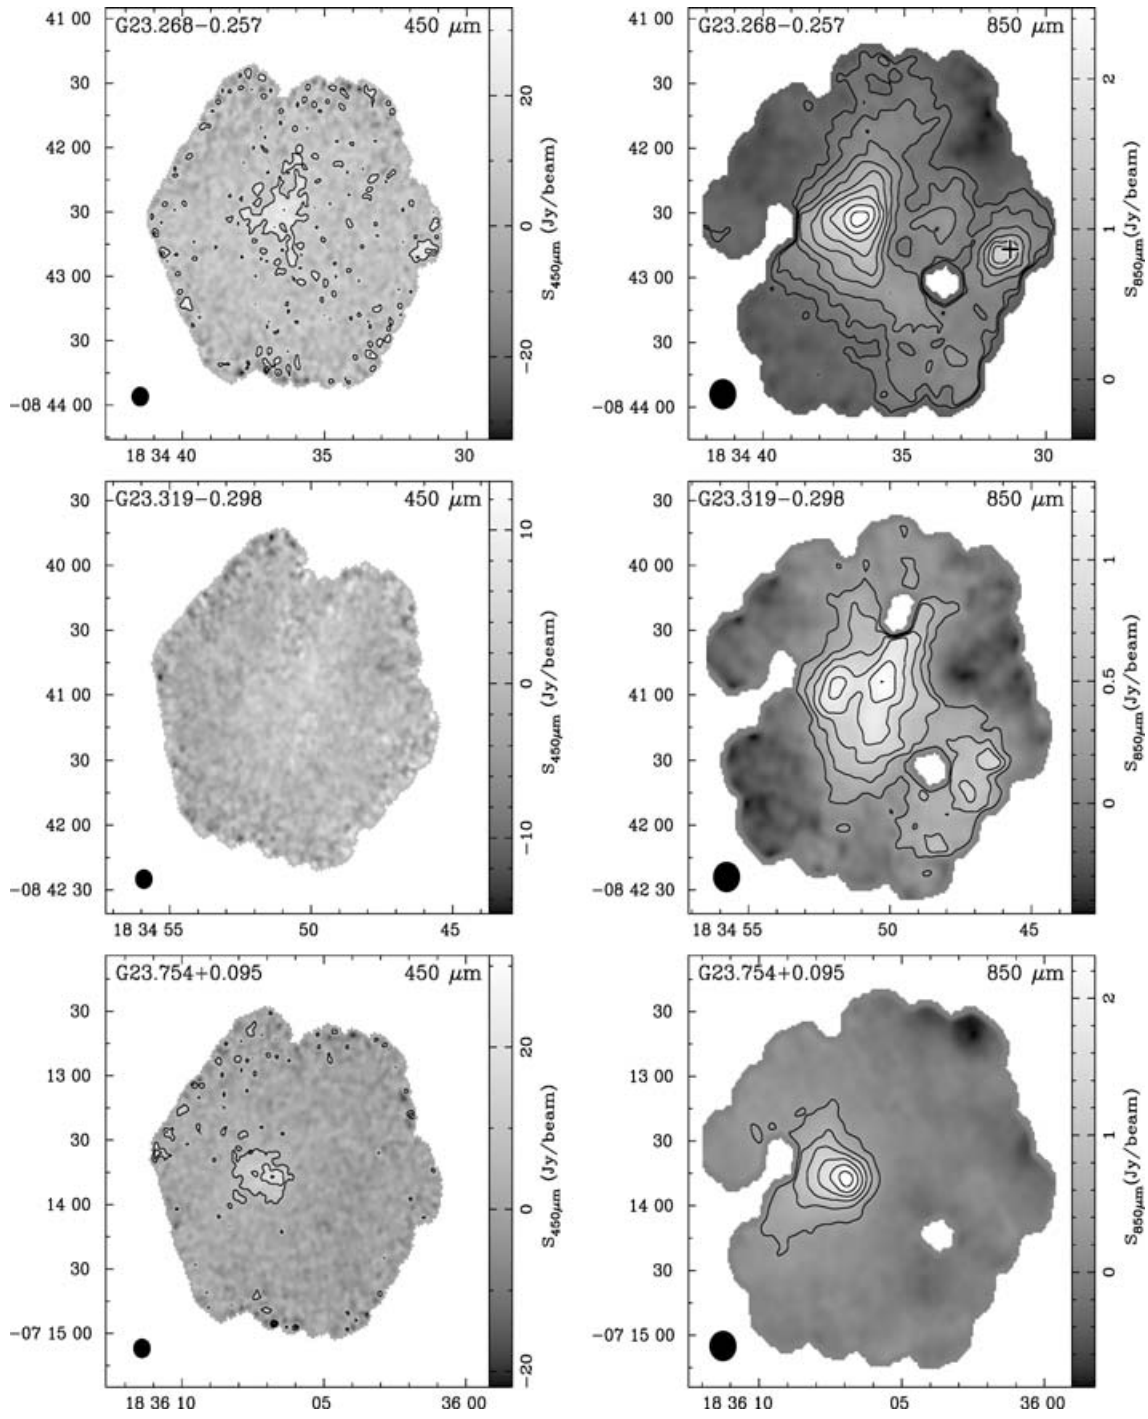 G23.268−0.257 450 μm
41 00
30
42 00
30
43 00
30
−08 44 00
18 34 40 35 30
20
0
−20
S450μm (Jy/beam)
G23.268−0.257 850 μm
41 00
30
42 00
30
43 00
30
−08 44 00
18 34 40 35 30
2
1
0
S850μm(Jy/beam)
G23.319−0.298 450 μm
30
40 00
30
41 00
30
42 00
−08 42 30
18 34 55 50 45
10
0
−10
S450μm (Jy/beam)
G23.319−0.298 850 μm
30
40 00
30
41 00
30
42 00
−08 42 30
18 34 55 50 45
1
0.5
0
S850μm(Jy/beam)
G23.754+0.095 450 μm
30
13 00
30
14 00
30
−07 15 00
18 36 10 05 36 00
20
0
−20
S450μm (Jy/beam)
G23.754+0.095 850 μm
30
13 00
30
14 00
30
−07 15 00
18 36 10 05 36 00
2
1
0
S850μm(Jy/beam)